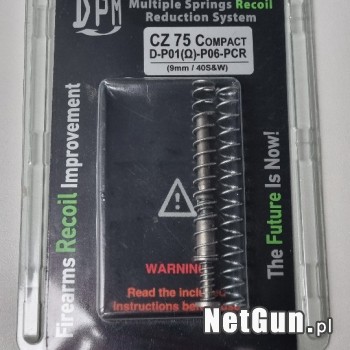 DPM
Multiple Springs Recoil
Reduction System
CZ 75 COMPACT
D-P01(Ω)-P06-PCR
(9mm / 40S&W)
Firearms Recoil Improvement
The Future Is Now!
WARNING
Read the included
instructions before
NetGun.pl